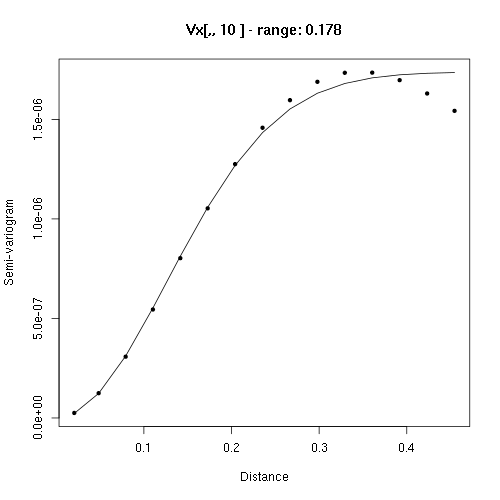 Vx[,, 10 ] - range: 0.178
Semi-variogram
0.0e+00
5.0e-07
1.0e-06
1.5e-06
0.1
0.2
0.3
0.4
Distance